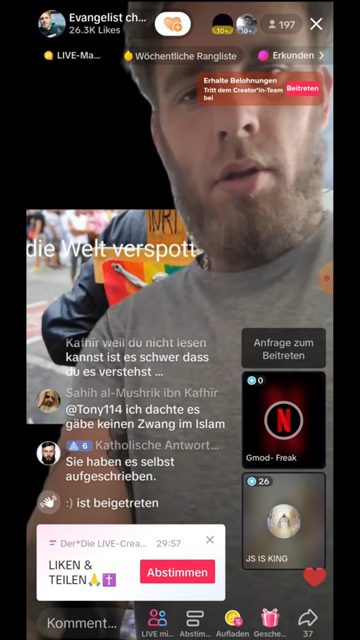 Evangelist ch...
26.3K Likes
10+
10+
197
LIVE-Ma...
Wöchentliche Rangliste
Erkunden
Erhalte Belohnungen
Tritt dem Creator*in-Team
bei
Beitreten
die Welt verspott
Kafhir weil du nicht lesen
kannst ist es schwer dass
du es verstehst ...
Sahih al-Mushrik ibn Kafhïr
@Tony114 ich dachte es
gäbe keinen Zwang im Islam
6 Katholische Antwort...
Sie haben es selbst
aufgeschrieben.
:) ist beigetreten
Anfrage zum
Beitreten
0
N
Gmod- Freak
26
JS IS KING
Der*Die LIVE-Crea... 29:57
LIKEN &
TEILEN🙏✝️
Abstimmen
Komment...
LIVE mi...
Abstim...
Aufladen
Gesche...
37